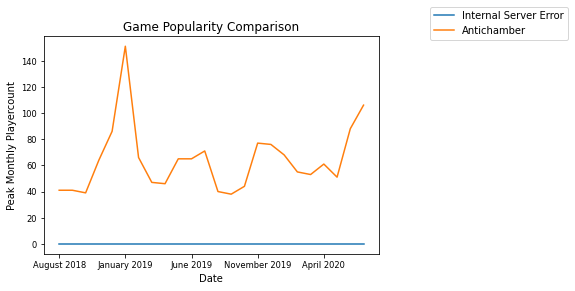 Internal Server Error
Antichamber
Game Popularity Comparison
Peak Monthly Playercount
140
120
100
80
60
40
20
0
August 2018 January 2019 June 2019 November 2019 April 2020
Date